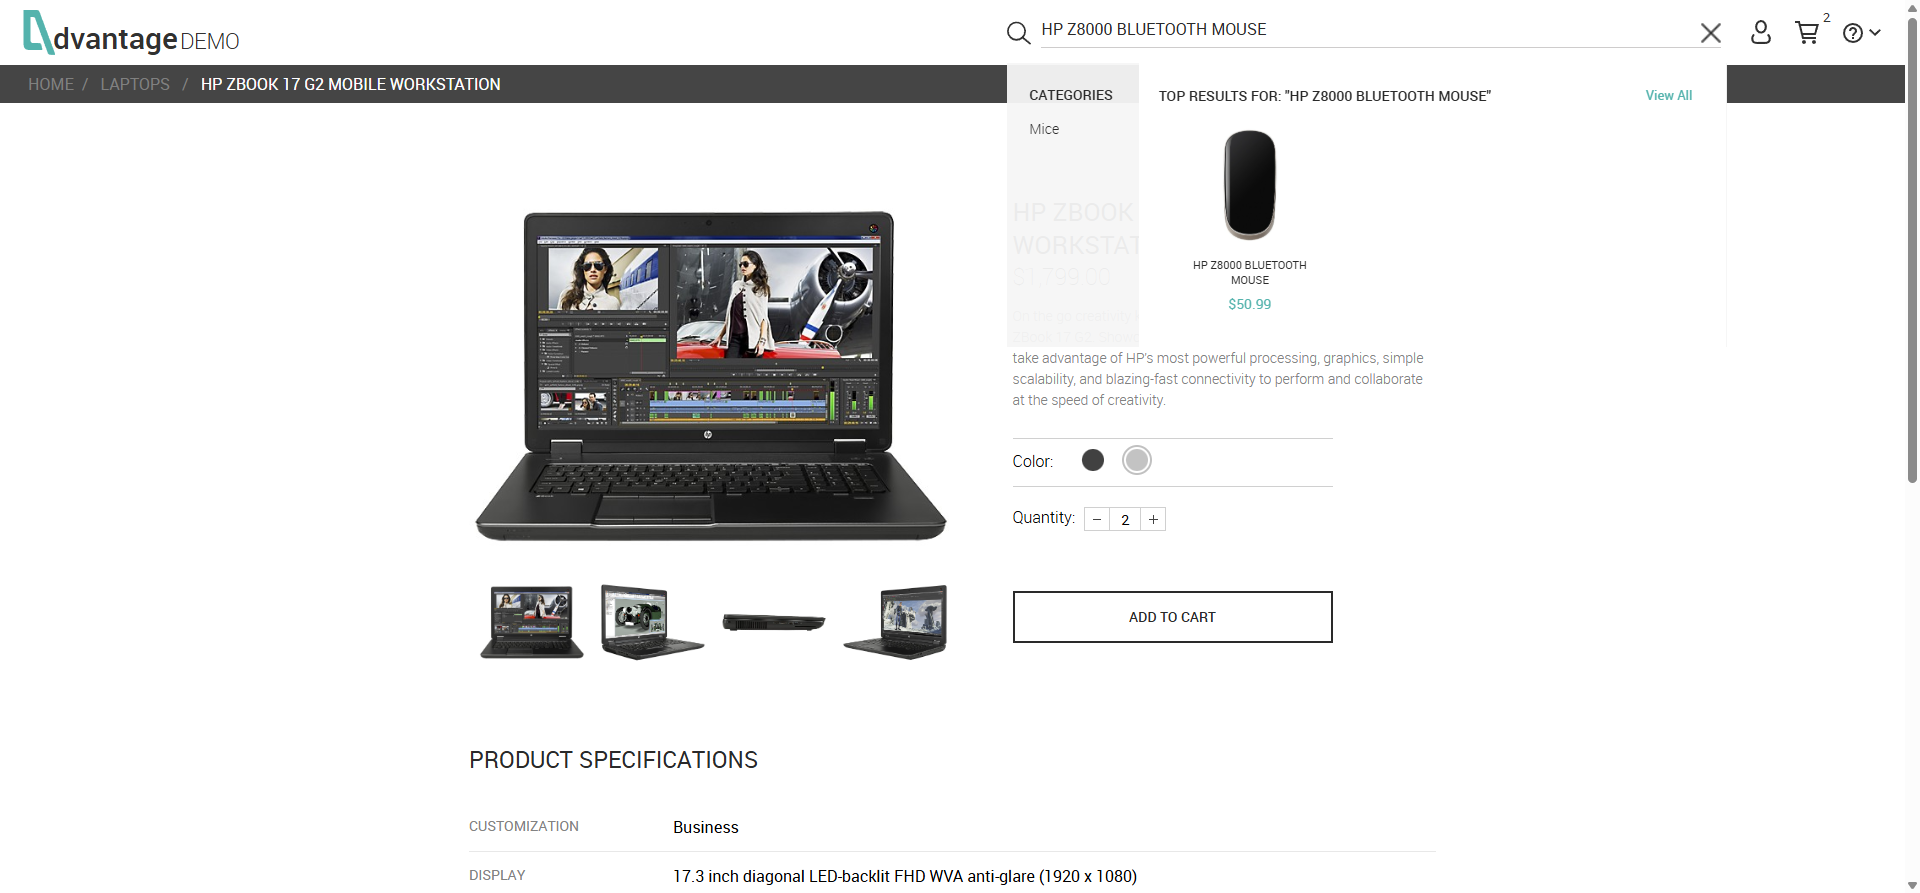 dvantage DEMO
HP Z8000 BLUETOOTH MOUSE
2
HOME / LAPTOPS / HP ZBOOK 17 G2 MOBILE WORKSTATION
CATEGORIES
Mice
TOP RESULTS FOR: "HP Z8000 BLUETOOTH MOUSE"
View All
HP Z8000 BLUETOOTH
MOUSE
$50.99
HP ZBOOK
WORKSTAT
$1,799.00
take advantage of HP's most powerful processing, graphics, simple
scalability, and blazing-fast connectivity to perform and collaborate
at the speed of creativity.
Color:
Quantity: − 2 +
ADD TO CART
PRODUCT SPECIFICATIONS
CUSTOMIZATION Business
DISPLAY 17.3 inch diagonal LED-backlit FHD WVA anti-glare (1920 x 1080)